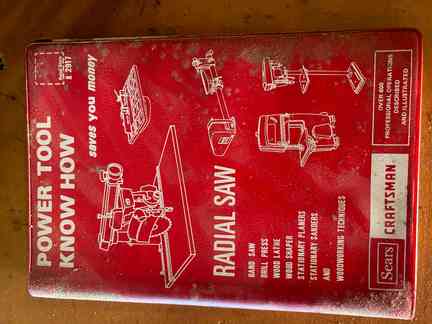 POWER TOOL
KNOW HOW
saves you money
RADIAL SAW
BAND SAW
DRILL PRESS
WOOD LATHE
WOOD SHAPER
STATIONARY PLANERS
STATIONARY SANDERS
AND
WOODWORKING TECHNIQUES
OVER 600
PROFESSIONAL OPERATIONS
DESCRIBED
AND ILLUSTRATED
Sears
CRAFTSMAN